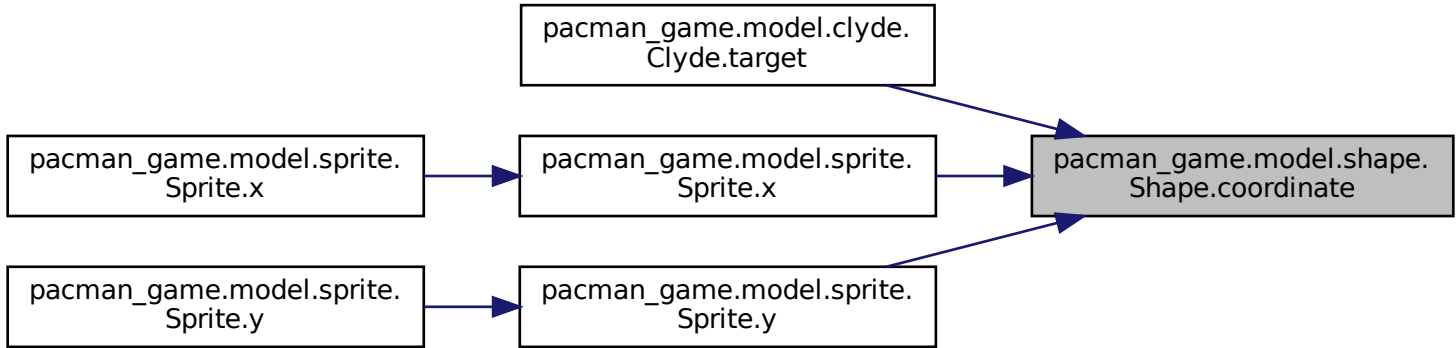 pacman_game.model.clyde.
Clyde.target
pacman_game.model.sprite.
Sprite.x
pacman_game.model.sprite.
Sprite.x
pacman_game.model.shape.
Shape.coordinate
pacman_game.model.sprite.
Sprite.y
pacman_game.model.sprite.
Sprite.y